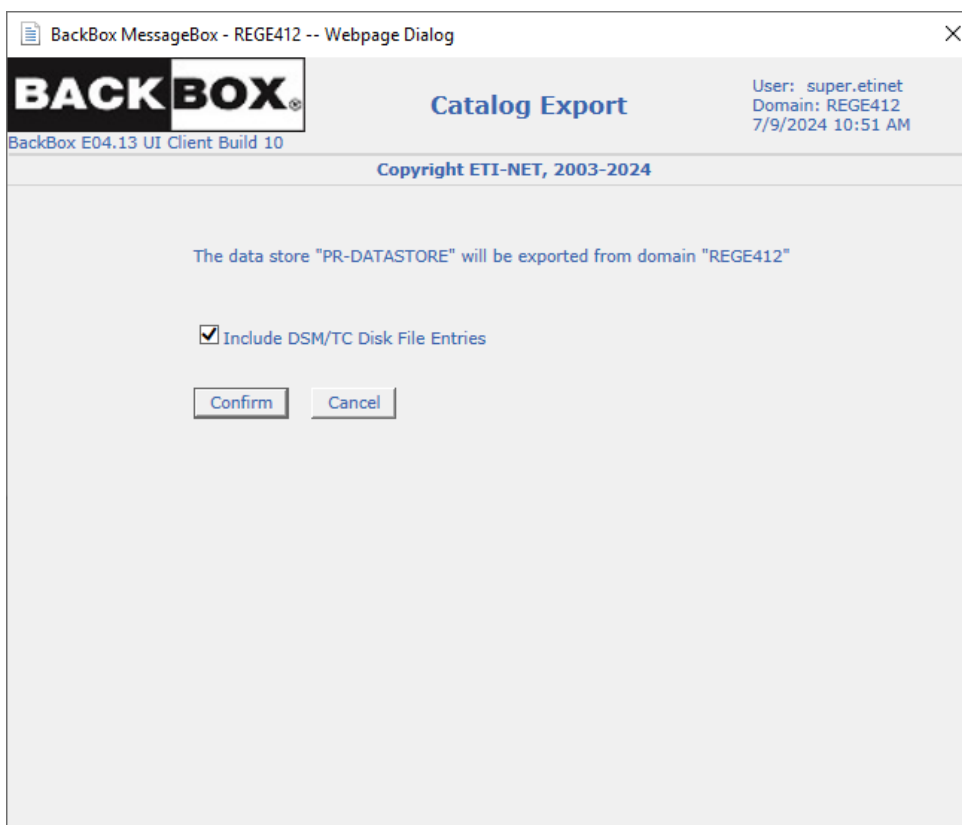 BackBox MessageBox - REGE412 -- Webpage Dialog
BACKBOX®
BackBox E04.13 UI Client Build 10
Catalog Export
User: super.etinet
Domain: REGE412
7/9/2024 10:51 AM
Copyright ETI-NET, 2003-2024
The data store "PR-DATASTORE" will be exported from domain "REGE412"
Include DSM/TC Disk File Entries
Confirm Cancel